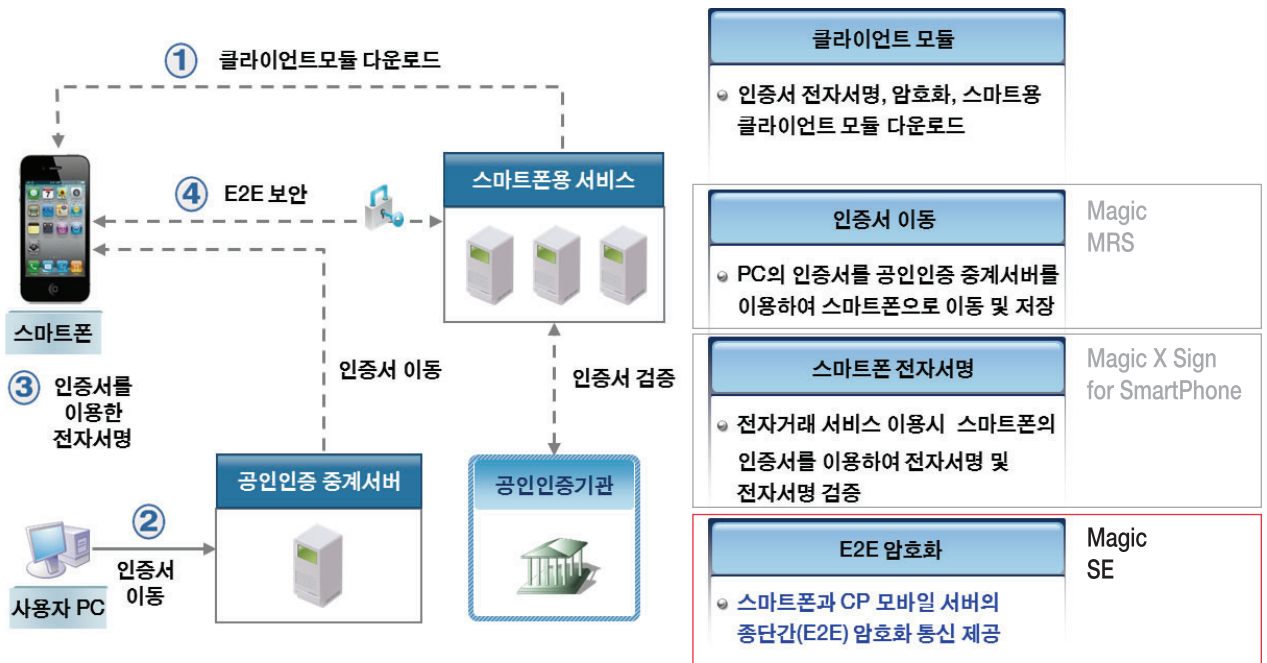 ① 클라이언트모듈 다운로드
④ E2E 보안
스마트폰용 서비스
스마트폰
인증서 이동
인증서 검증
③ 인증서를
이용한
전자서명
공인인증 중계서버
공인인증기관
②
인증서
이동
사용자 PC
클라이언트 모듈
인증서 전자서명, 암호화, 스마트용
클라이언트 모듈 다운로드
인증서 이동
Magic
MRS
PC의 인증서를 공인인증 중계서버를
이용하여 스마트폰으로 이동 및 저장
스마트폰 전자서명
Magic X Sign
for SmartPhone
전자거래 서비스 이용시 스마트폰의
인증서를 이용하여 전자서명 및
전자서명 검증
E2E 암호화
Magic
SE
스마트폰과 CP 모바일 서버의
종단간(E2E) 암호화 통신 제공